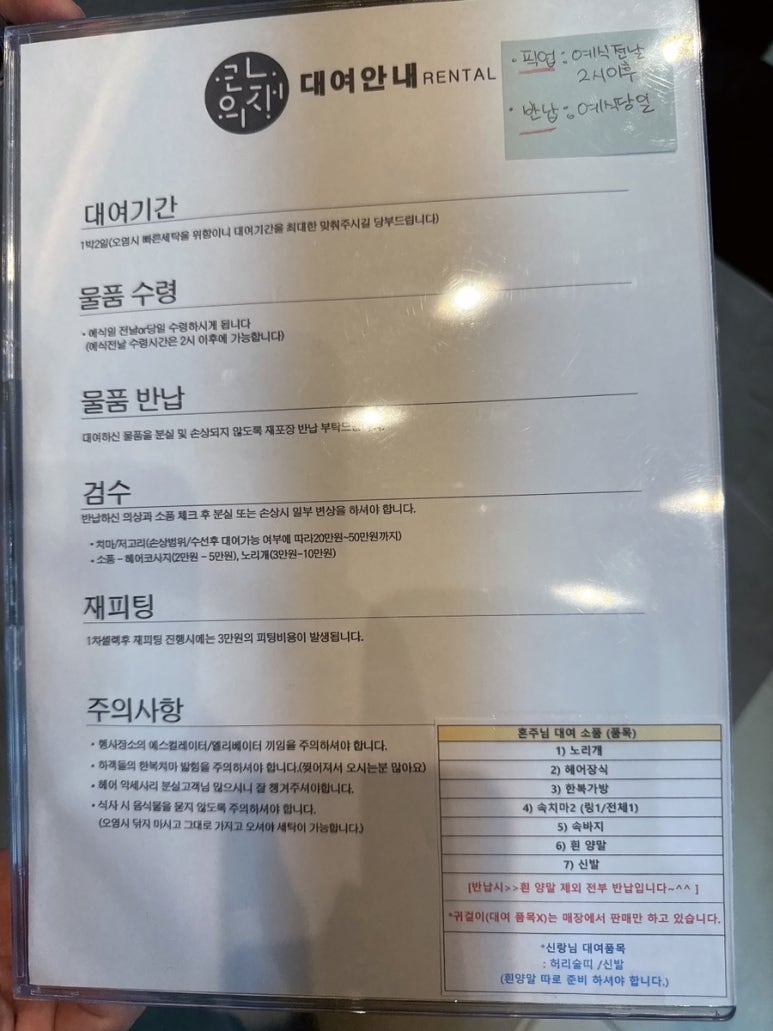 곤느의치
대여안내 RENTAL
• 픽업 : 예식전날
2시이후
• 반납 : 예식당일
대여기간
1박2일(오염시 빠른세탁을 위함이니 대여기간을 최대한 맞춰주시길 당부드립니다)
물품 수령
• 예식일 전날or당일 수령하시게 됩니다
(예식전날 수령시간은 2시 이후에 가능합니다)
물품 반납
대여하신 물품을 분실 및 손상되지 않도록 재포장 반납 부탁드
검수
반납하신 의상과 소품 체크 후 분실 또는 손상시 일부 변상을 하셔야 합니다.
• 치마/저고리(손상범위/수선후 대여가능 여부에 따라20만원~50만원까지)
• 소품 – 헤어코사지(2만원 – 5만원), 노리개(3만원–10만원)
재피팅
1차셀렉후 재피팅 진행시에는 3만원의 피팅비용이 발생됩니다.
주의사항
• 행사장소의 에스컬레이터/엘리베이터 끼임을 주의하셔야 합니다.
• 하객들의 한복치마 밟힘을 주의하셔야 합니다.(찢어져서 오시는분 많아요)
• 헤어 악세사리 분실고객님 많으시니 잘 챙겨주셔야합니다.
• 식사 시 음식물을 묻지 않도록 주의하셔야 합니다.
(오염시 닦지 마시고 그대로 가지고 오셔야 세탁이 가능합니다.)
혼주님 대여 소품 (품목)
1) 노리개
2) 헤어장식
3) 한복가방
4) 속치마2 (링1/전체1)
5) 속바지
6) 흰 양말
7) 신발
[반납시>>흰 양말 제외 전부 반납입니다~^^ ]
*귀걸이(대여 품목X)는 매장에서 판매만 하고 있습니다.
*신랑님 대여품목
: 허리술띠 /신발
(흰양말 따로 준비 하셔야 합니다.)